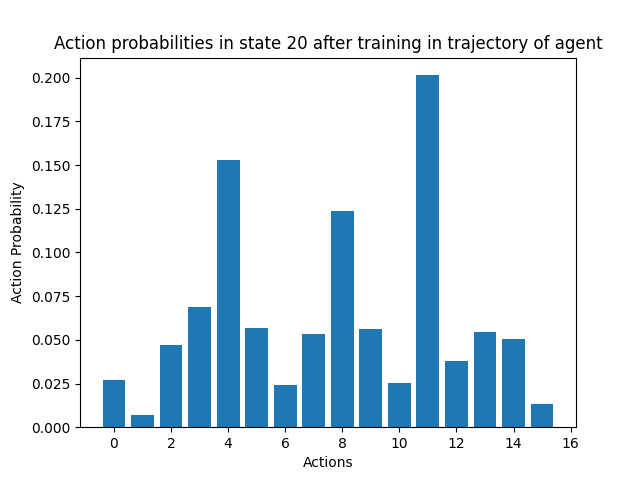 Action probabilities in state 20 after training in trajectory of agent
0.200
0.175
0.150
0.125
0.100
0.075
0.050
0.025
0.000
Action Probability
0 2 4 6 8 10 12 14 16
Actions